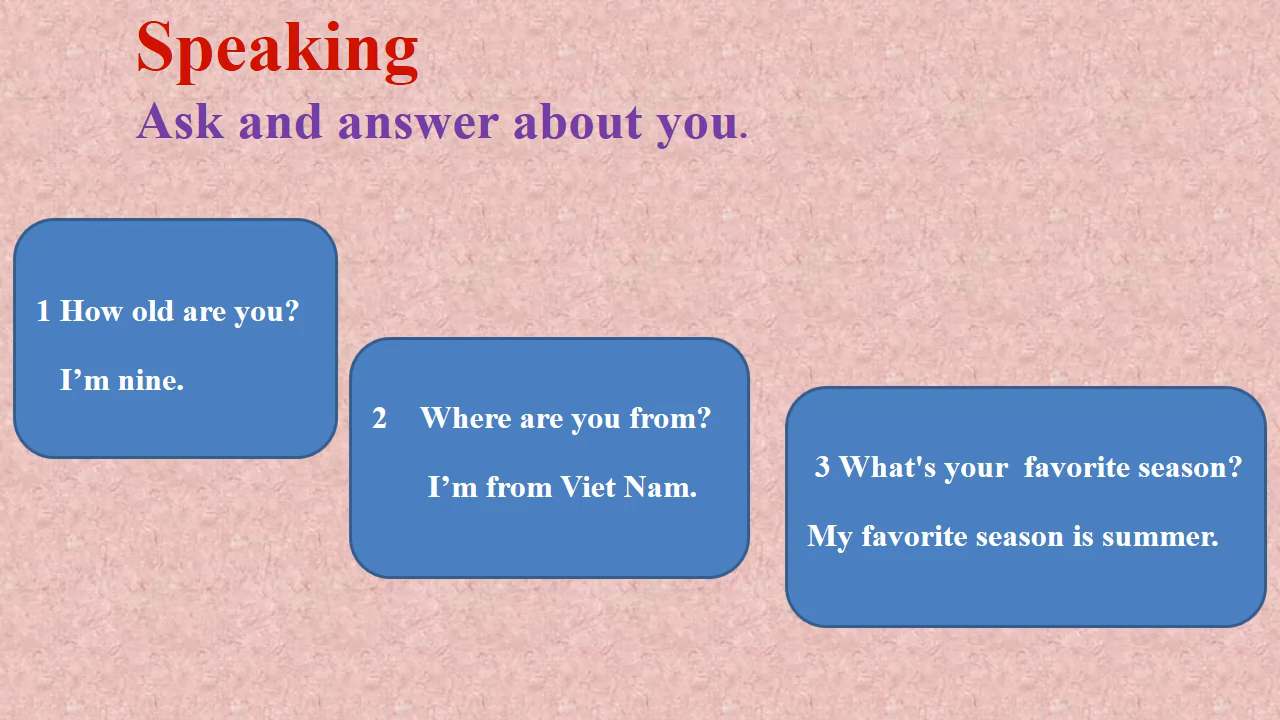 Speaking
Ask and answer about you.
1 How old are you?
I’m nine.
2 Where are you from?
I’m from Viet Nam.
3 What's your favorite season?
My favorite season is summer.